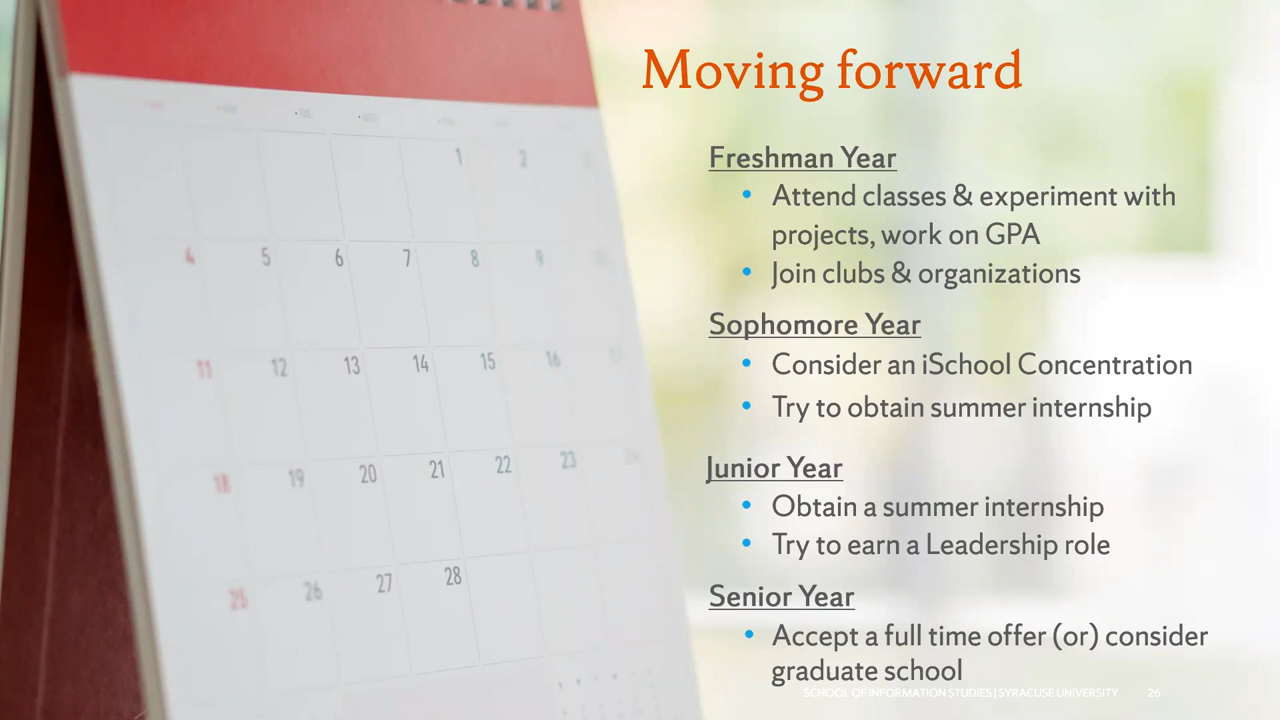 Moving forward
Freshman Year
• Attend classes & experiment with
projects, work on GPA
• Join clubs & organizations
Sophomore Year
• Consider an iSchool Concentration
• Try to obtain summer internship
Junior Year
• Obtain a summer internship
• Try to earn a Leadership role
Senior Year
• Accept a full time offer (or) consider
graduate school
SCHOOL OF INFORMATION STUDIES | SYRACUSE UNIVERSITY 26
1 2
4 5 6 7 8 9
11 12 13 14 15 16
18 19 20 21 22 23
25 26 27 28